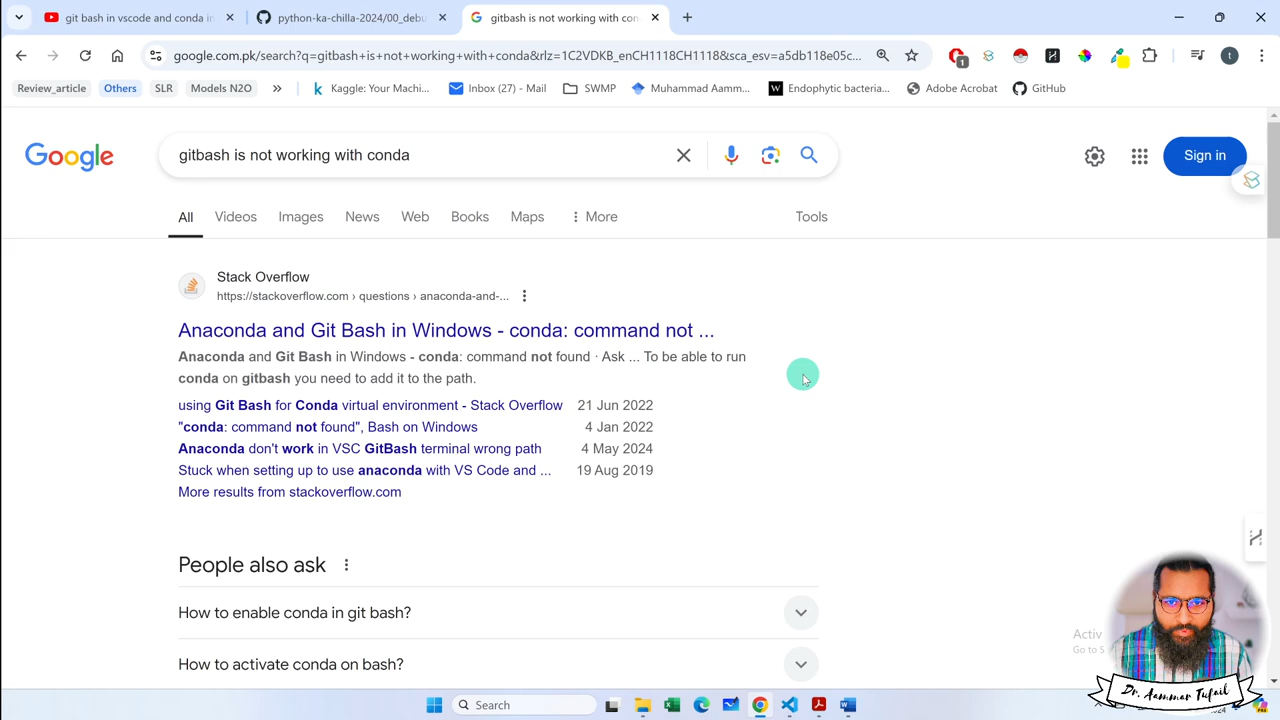 git bash in vscode and conda in
python-ka-chilla-2024/00_debu
gitbash is not working with con
google.com.pk/search?q=gitbash+is+not+working+with+conda&rlz=1C2VDKB_enCH1118CH1118&sca_esv=a5db118e05c...
1
t
Review_article
Others
SLR
Models N2O
Kaggle: Your Machi...
Inbox (27) - Mail
SWMP
Muhammad Aamm...
W
Endophytic bacteria...
Adobe Acrobat
GitHub
Google
gitbash is not working with conda
Sign in
All
Videos
Images
News
Web
Books
Maps
More
Tools
Stack Overflow
https://stackoverflow.com › questions › anaconda-and-...
Anaconda and Git Bash in Windows - conda: command not ...
Anaconda and Git Bash in Windows - conda: command not found · Ask ... To be able to run
conda on gitbash you need to add it to the path.
using Git Bash for Conda virtual environment - Stack Overflow 21 Jun 2022
"conda: command not found", Bash on Windows 4 Jan 2022
Anaconda don't work in VSC GitBash terminal wrong path 4 May 2024
Stuck when setting up to use anaconda with VS Code and ... 19 Aug 2019
More results from stackoverflow.com
People also ask
How to enable conda in git bash?
Activ
Go to S
How to activate conda on bash?
Dr. Aammar Tufail
Search